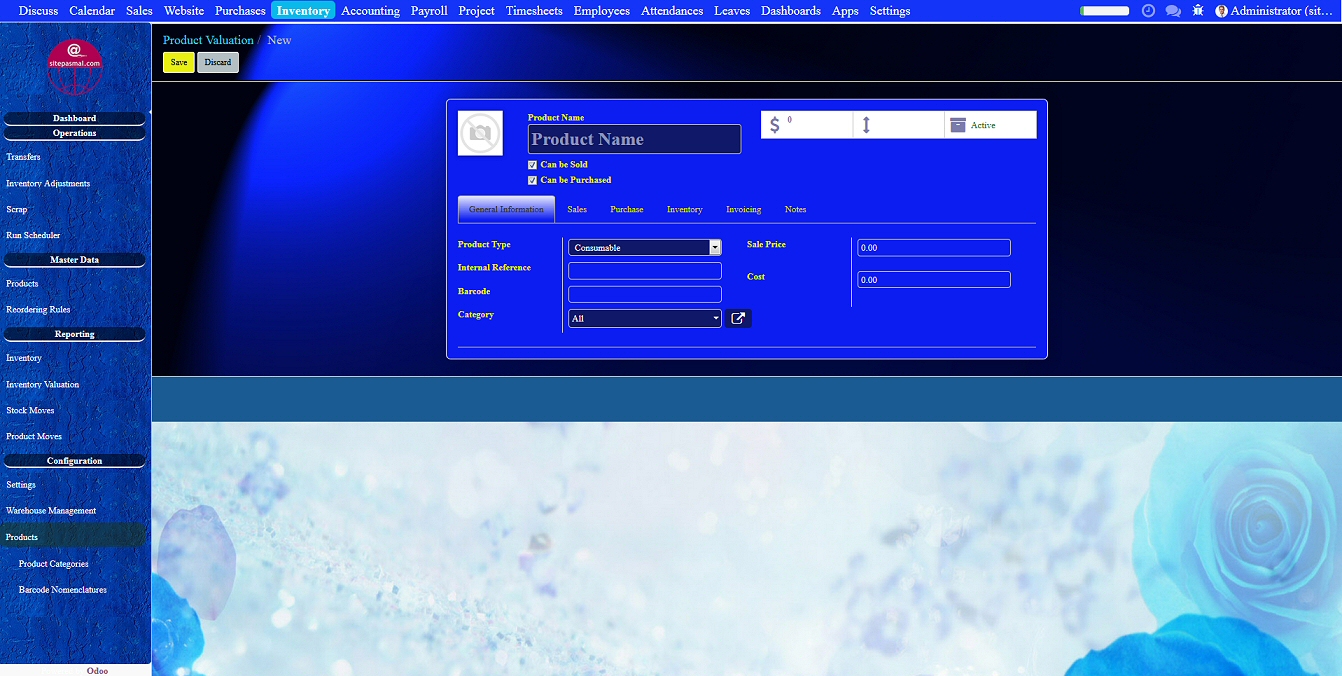 Discuss Calendar Sales Website Purchases Inventory Accounting Payroll Project Timesheets Employees Attendances Leaves Dashboards Apps Settings Administrator (sit...
@
sitepasmal.com
Dashboard
Operations
Transfers
Inventory Adjustments
Scrap
Run Scheduler
Master Data
Products
Reordering Rules
Reporting
Inventory
Inventory Valuation
Stock Moves
Product Moves
Configuration
Settings
Warehouse Management
Products
Product Categories
Barcode Nomenclatures
Odoo
Product Valuation / New
Save Discard
Product Name
Product Name
Can be Sold
Can be Purchased
$ 0 Active
General Information Sales Purchase Inventory Invoicing Notes
Product Type Consumable
Internal Reference
Barcode
Category All
Sale Price 0.00
Cost 0.00